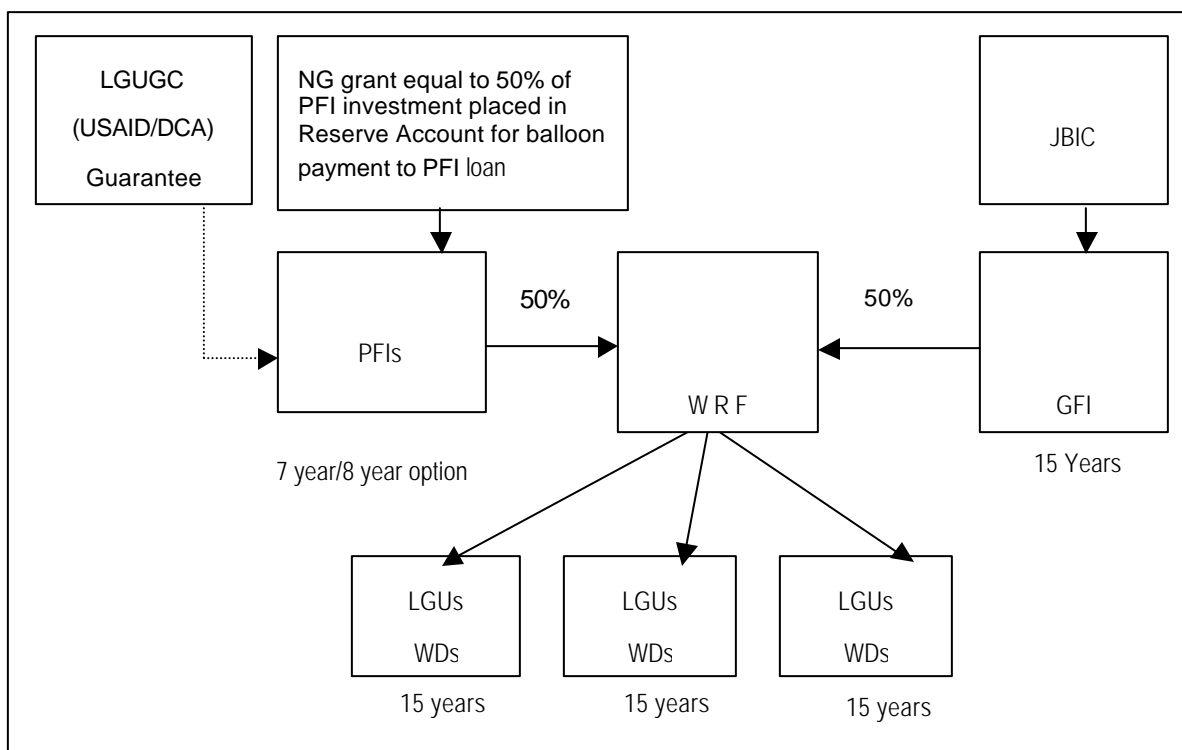 LGUGC
(USAID/DCA)
Guarantee
NG grant equal to 50% of
PFI investment placed in
Reserve Account for balloon
payment to PFI loan
JBIC
PFIs
50%
W R F
50%
GFI
7 year/8 year option
15 Years
LGUs
WDs
LGUs
WDs
LGUs
WDs
15 years
15 years
15 years